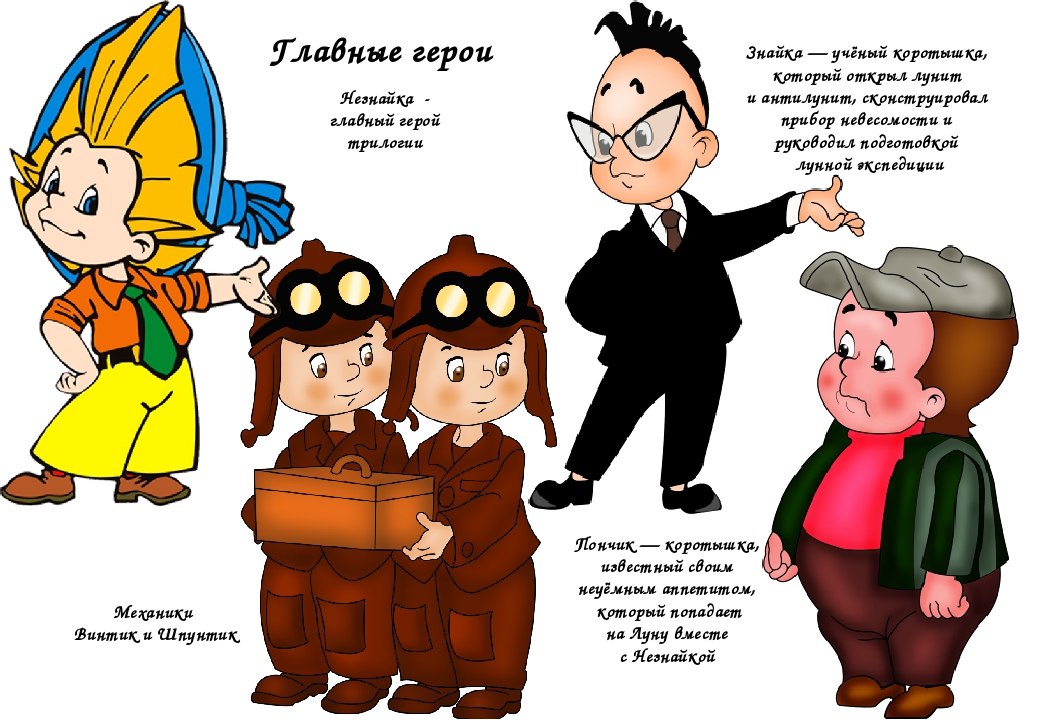 Главные герои
Незнайка -
главный герой
трилогии
Знайка — учёный коротышка,
который открыл лунит
и антилунит, сконструировал
прибор невесомости и
руководил подготовкой
лунной экспедиции
Пончик — коротышка,
известный своим
неуёмным аппетитом,
который попадает
на Луну вместе
с Незнайкой
Механики
Винтик и Шпунтик